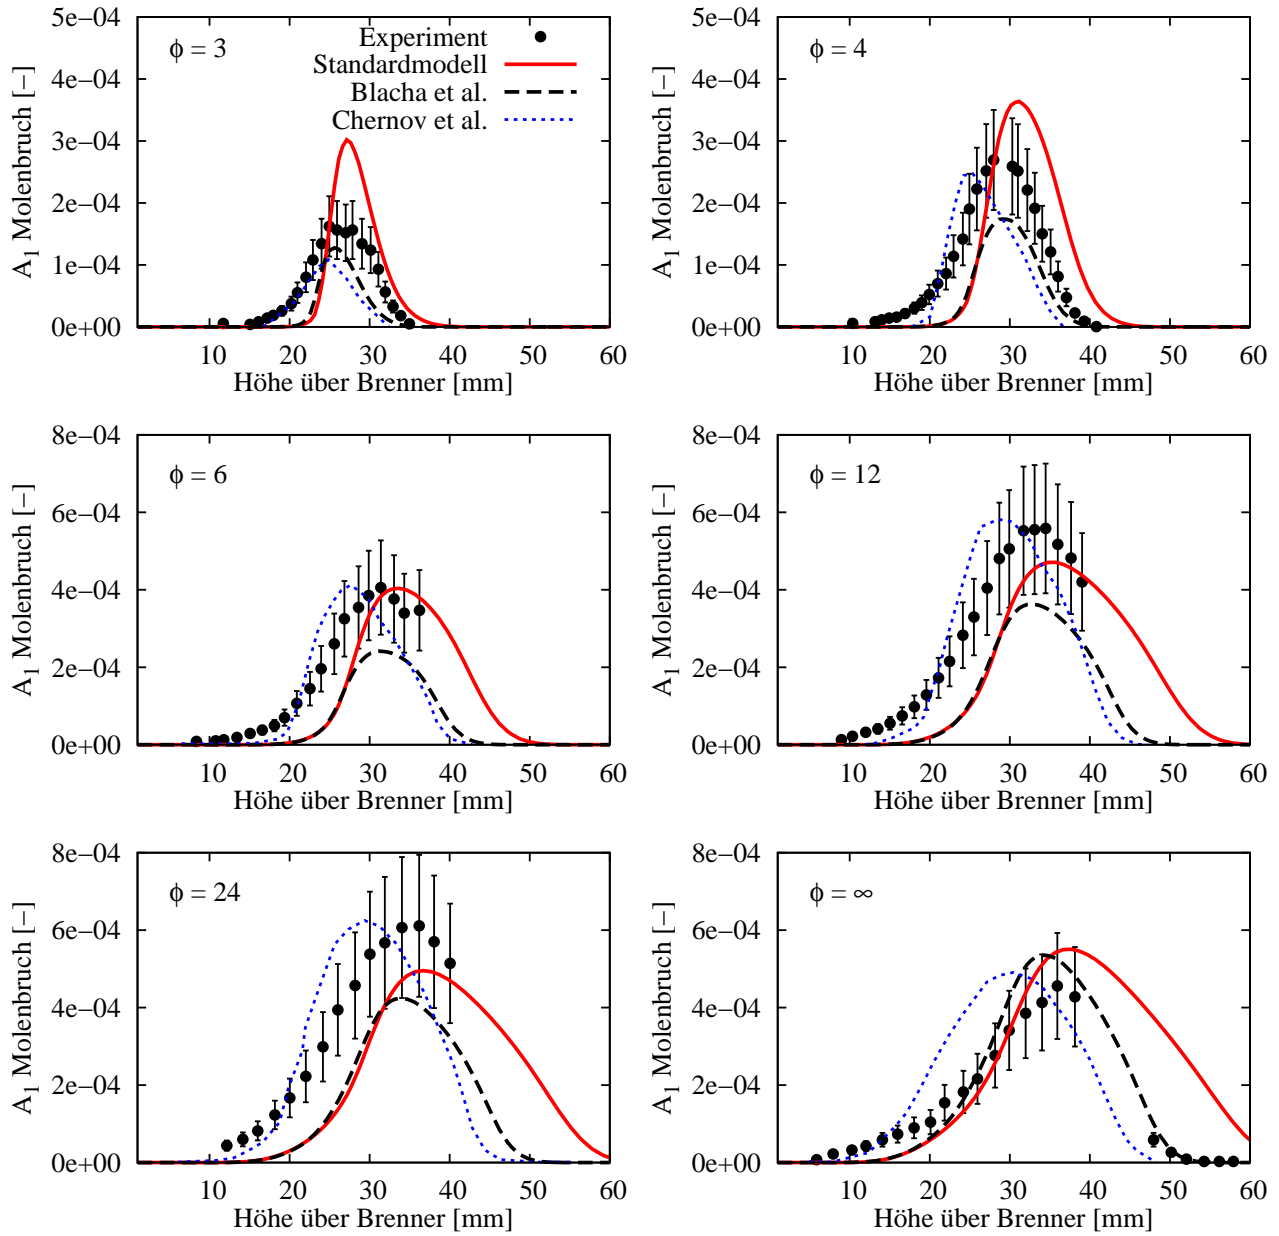 5e−04
4e−04
3e−04
2e−04
1e−04
0e+00
A1 Molenbruch [−]
ϕ = 3
Experiment
Standardmodell
Blacha et al.
Chernov et al.
10 20 30 40 50 60
Höhe über Brenner [mm]
5e−04
4e−04
3e−04
2e−04
1e−04
0e+00
A1 Molenbruch [−]
ϕ = 4
10 20 30 40 50 60
Höhe über Brenner [mm]
8e−04
6e−04
4e−04
2e−04
0e+00
A1 Molenbruch [−]
ϕ = 6
10 20 30 40 50 60
Höhe über Brenner [mm]
8e−04
6e−04
4e−04
2e−04
0e+00
A1 Molenbruch [−]
ϕ = 12
10 20 30 40 50 60
Höhe über Brenner [mm]
8e−04
6e−04
4e−04
2e−04
0e+00
A1 Molenbruch [−]
ϕ = 24
10 20 30 40 50 60
Höhe über Brenner [mm]
8e−04
6e−04
4e−04
2e−04
0e+00
A1 Molenbruch [−]
ϕ = ∞
10 20 30 40 50 60
Höhe über Brenner [mm]